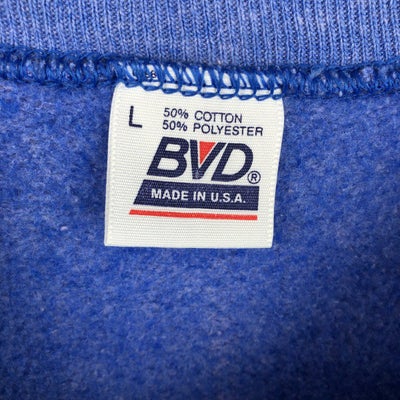 L
50% COTTON
50% POLYESTER
BVD®
MADE IN U.S.A.